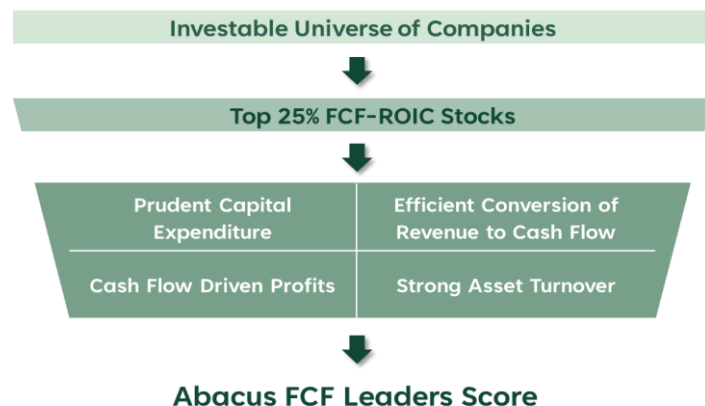 Investable Universe of Companies
Top 25% FCF-ROIC Stocks
Prudent Capital
Expenditure
Efficient Conversion of
Revenue to Cash Flow
Cash Flow Driven Profits
Strong Asset Turnover
Abacus FCF Leaders Score